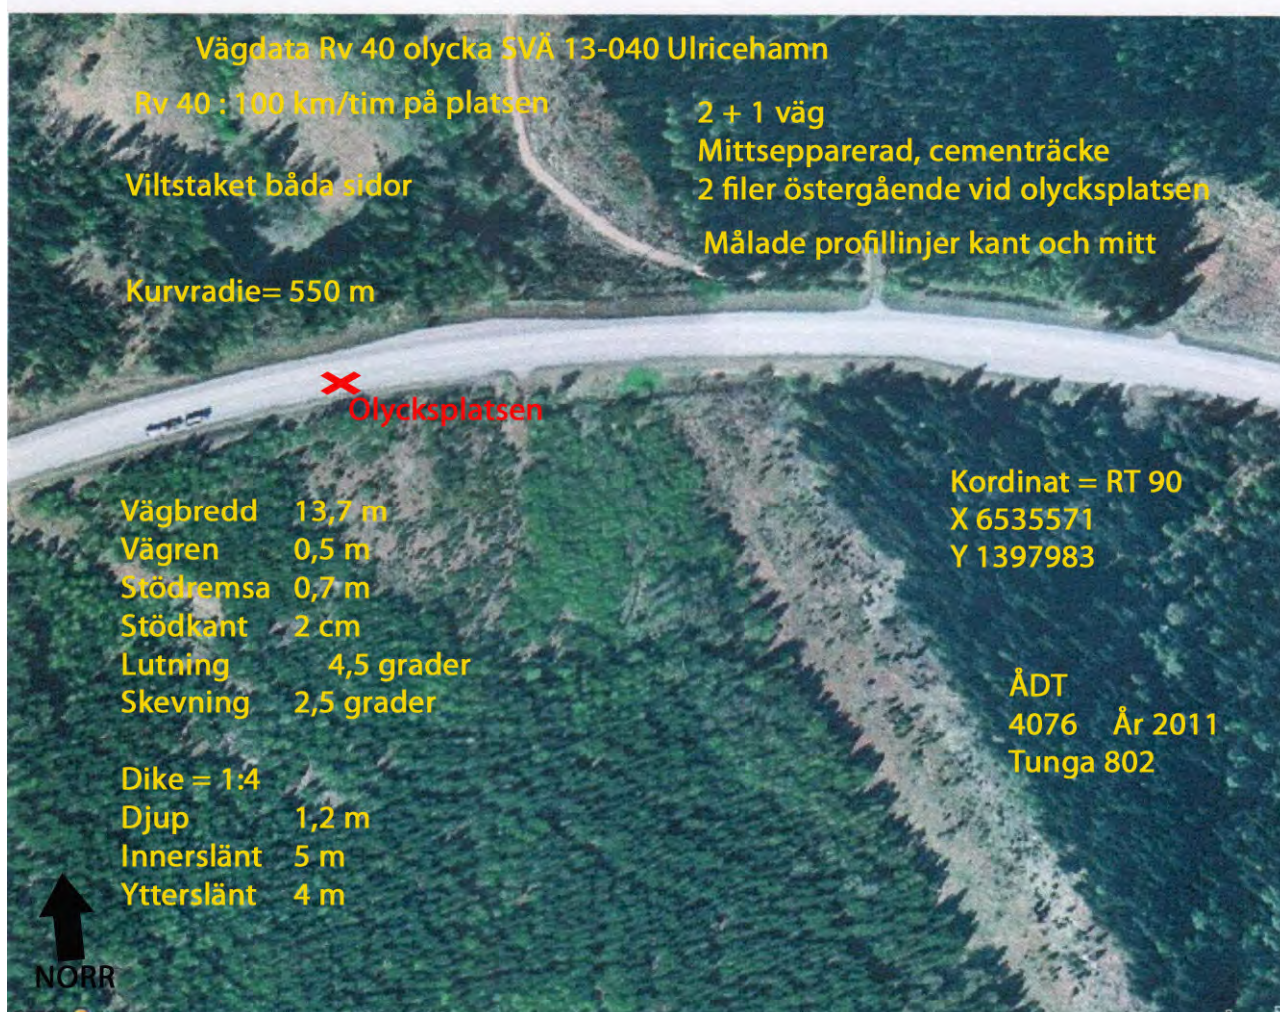 Vägdata Rv 40 olycka SVÄ 13-040 Ulricehamn
Rv 40 : 100 km/tim på platsen
2 + 1 väg
Mittsepparerad, cementräcke
2 filer östergående vid olycksplatsen
Viltstaket båda sidor
Målade profillinjer kant och mitt
Kurvradie= 550 m
Olycksplatsen
Vägbredd 13,7 m
Vägren 0,5 m
Stödremsa 0,7 m
Stödkant 2 cm
Lutning 4,5 grader
Skevning 2,5 grader
Kordinat = RT 90
X 6535571
Y 1397983
ÅDT
4076 År 2011
Tunga 802
Dike = 1:4
Djup 1,2 m
Innerslänt 5 m
Ytterslänt 4 m
NORR